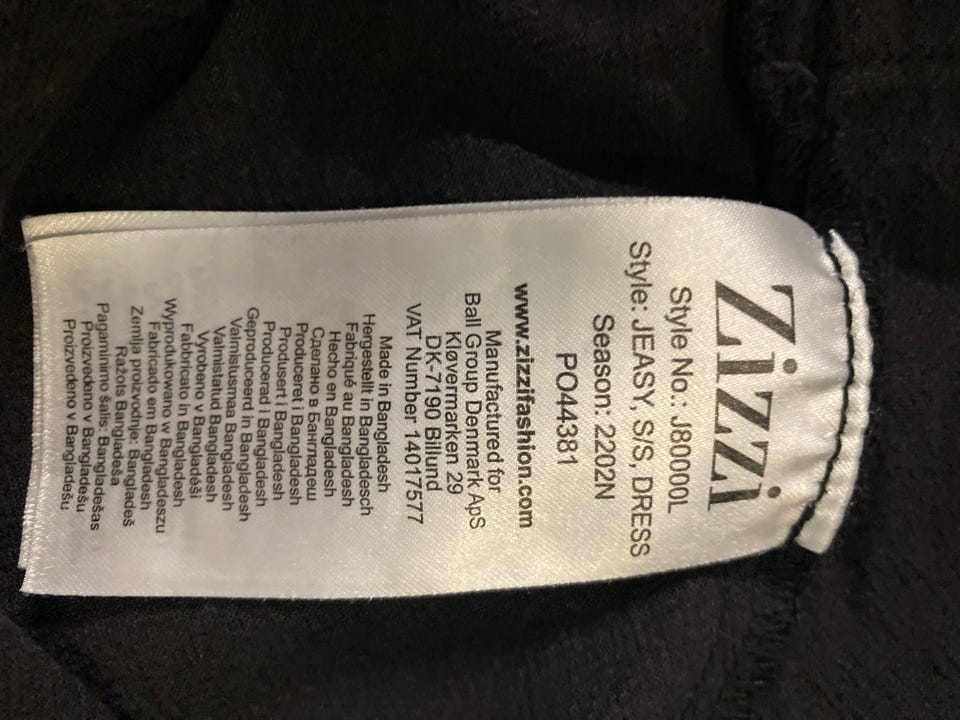 Zizzi
Style No.: J80000L
Style: JEASY, S/S, DRESS
Season: 2202N
PO44381
www.zizzifashion.com
Manufactured for
Ball Group Denmark ApS
Kløvermarken 29
DK-7190 Billund
VAT Number 14017577
Made in Bangladesh
Hergestellt in Bangladesch
Fabriqué au Bangladesh
Hecho en Bangladesh
Сделано в Бангладеш
Produceret i Bangladesh
Produsert i Bangladesh
Producerad i Bangladesh
Geproduceerd in Bangladesh
Valmistusmaa Bangladesh
Valmistatud Bangladesh
Vyrobeno v Bangladéši
Fabbricato in Bangladesh
Wyprodukowano w Bangladeszu
Fabricado em Bangladesh
Zemlja proizvodnje: Bangladeš
Ražots Bangladeša
Pagaminimo šalis: Bangladešas
Proizvedeno v Bangladešu
Proizvedeno v Bangladešu